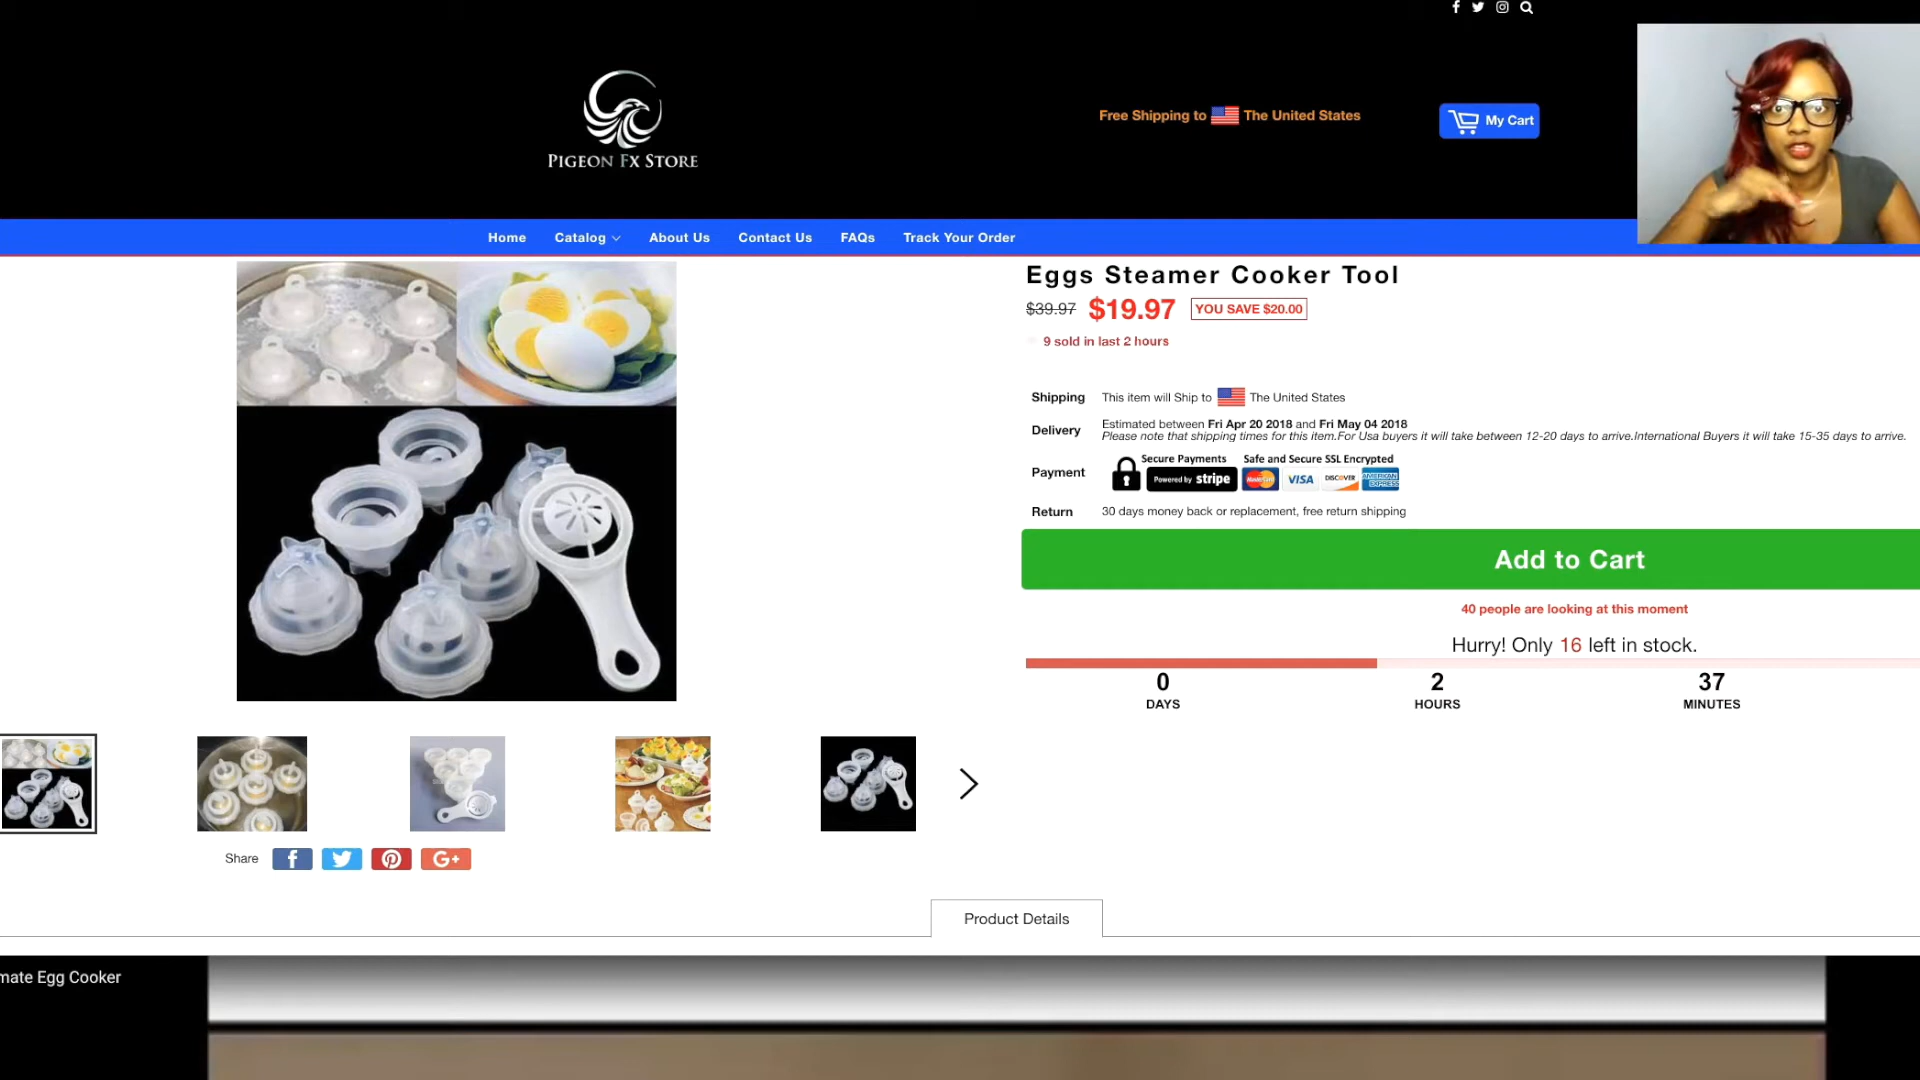 PIGEON FX STORE
Free Shipping to The United States
My Cart
Home Catalog About Us Contact Us FAQs Track Your Order
Eggs Steamer Cooker Tool
$39.97 $19.97 YOU SAVE $20.00
9 sold in last 2 hours
Shipping This item will Ship to The United States
Delivery Estimated between Fri Apr 20 2018 and Fri May 04 2018
Please note that shipping times for this item.For Usa buyers it will take between 12-20 days to arrive.International Buyers it will take 15-35 days to arrive.
Secure Payments Safe and Secure SSL Encrypted
Payment Powered by stripe MasterCard VISA DISCOVER AMERICAN EXPRESS
Return 30 days money back or replacement, free return shipping
Add to Cart
40 people are looking at this moment
Hurry! Only 16 left in stock.
0 2 37
DAYS HOURS MINUTES
Share f G+
Product Details
mate Egg Cooker